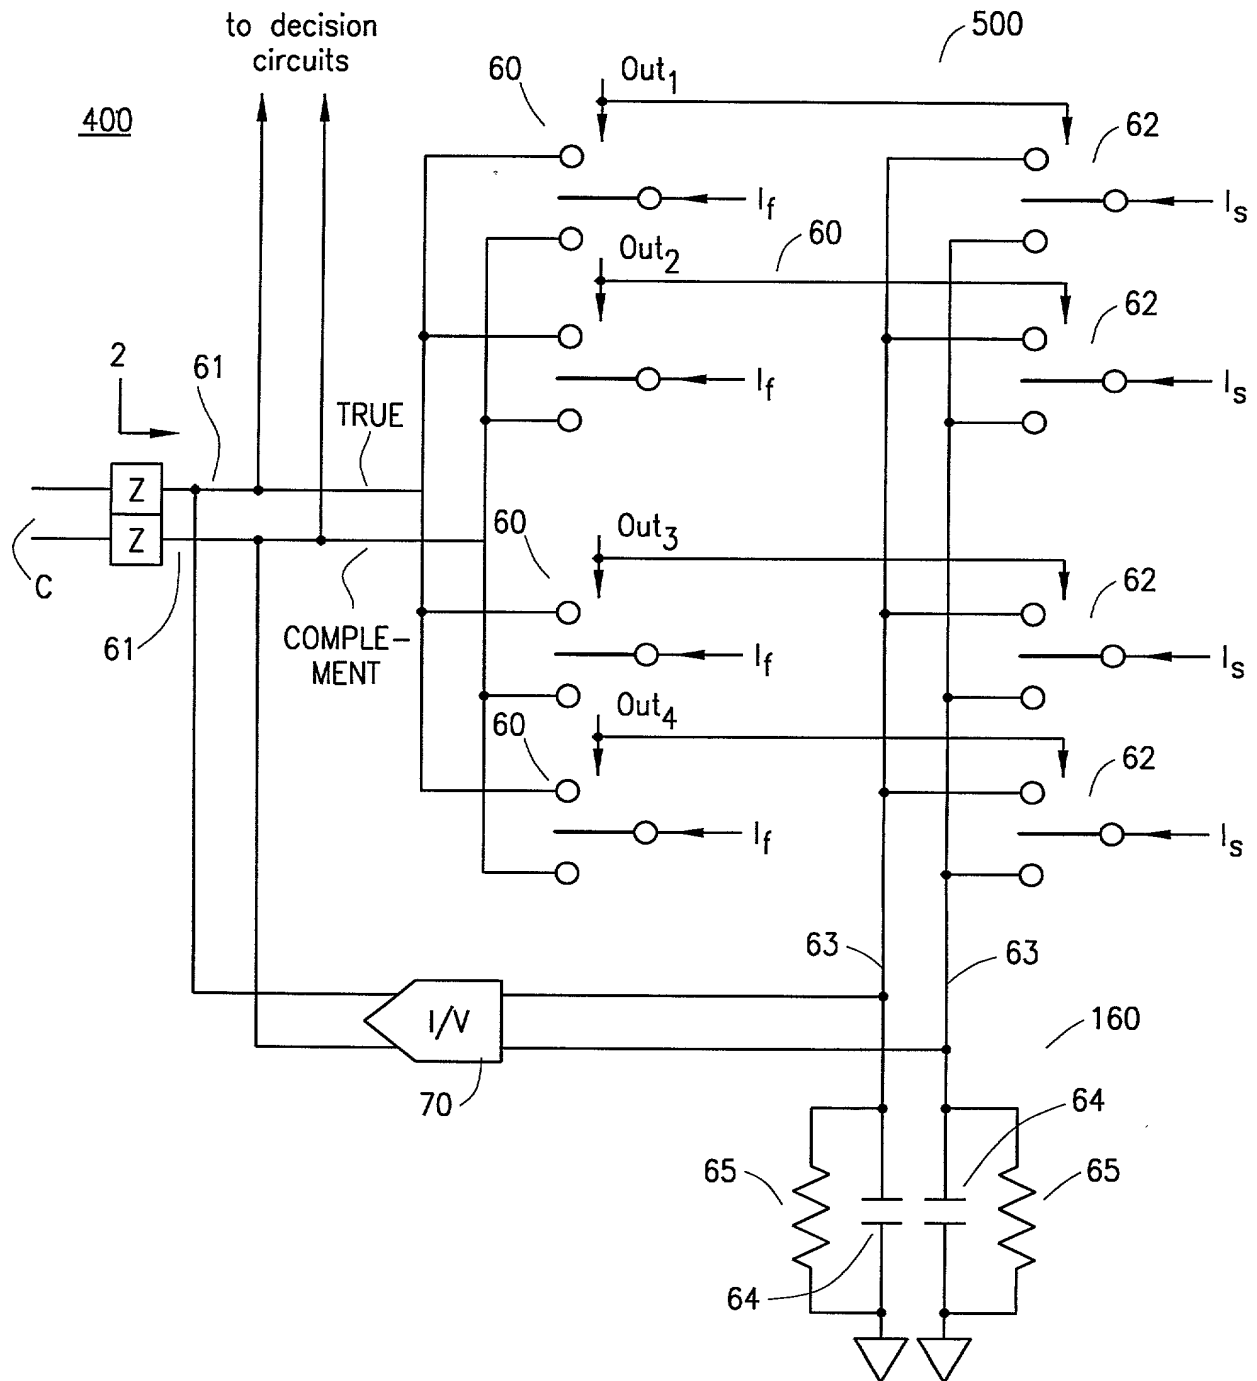 to decision
circuits
500
400
60
Out1
62
If
Is
Out2
60
62
2
61
TRUE
If
Is
Z
Z
60
Out3
C
62
61
COMPLE-
MENT
If
Is
60
Out4
62
If
Is
63
63
I/V
160
70
64
65
65
64